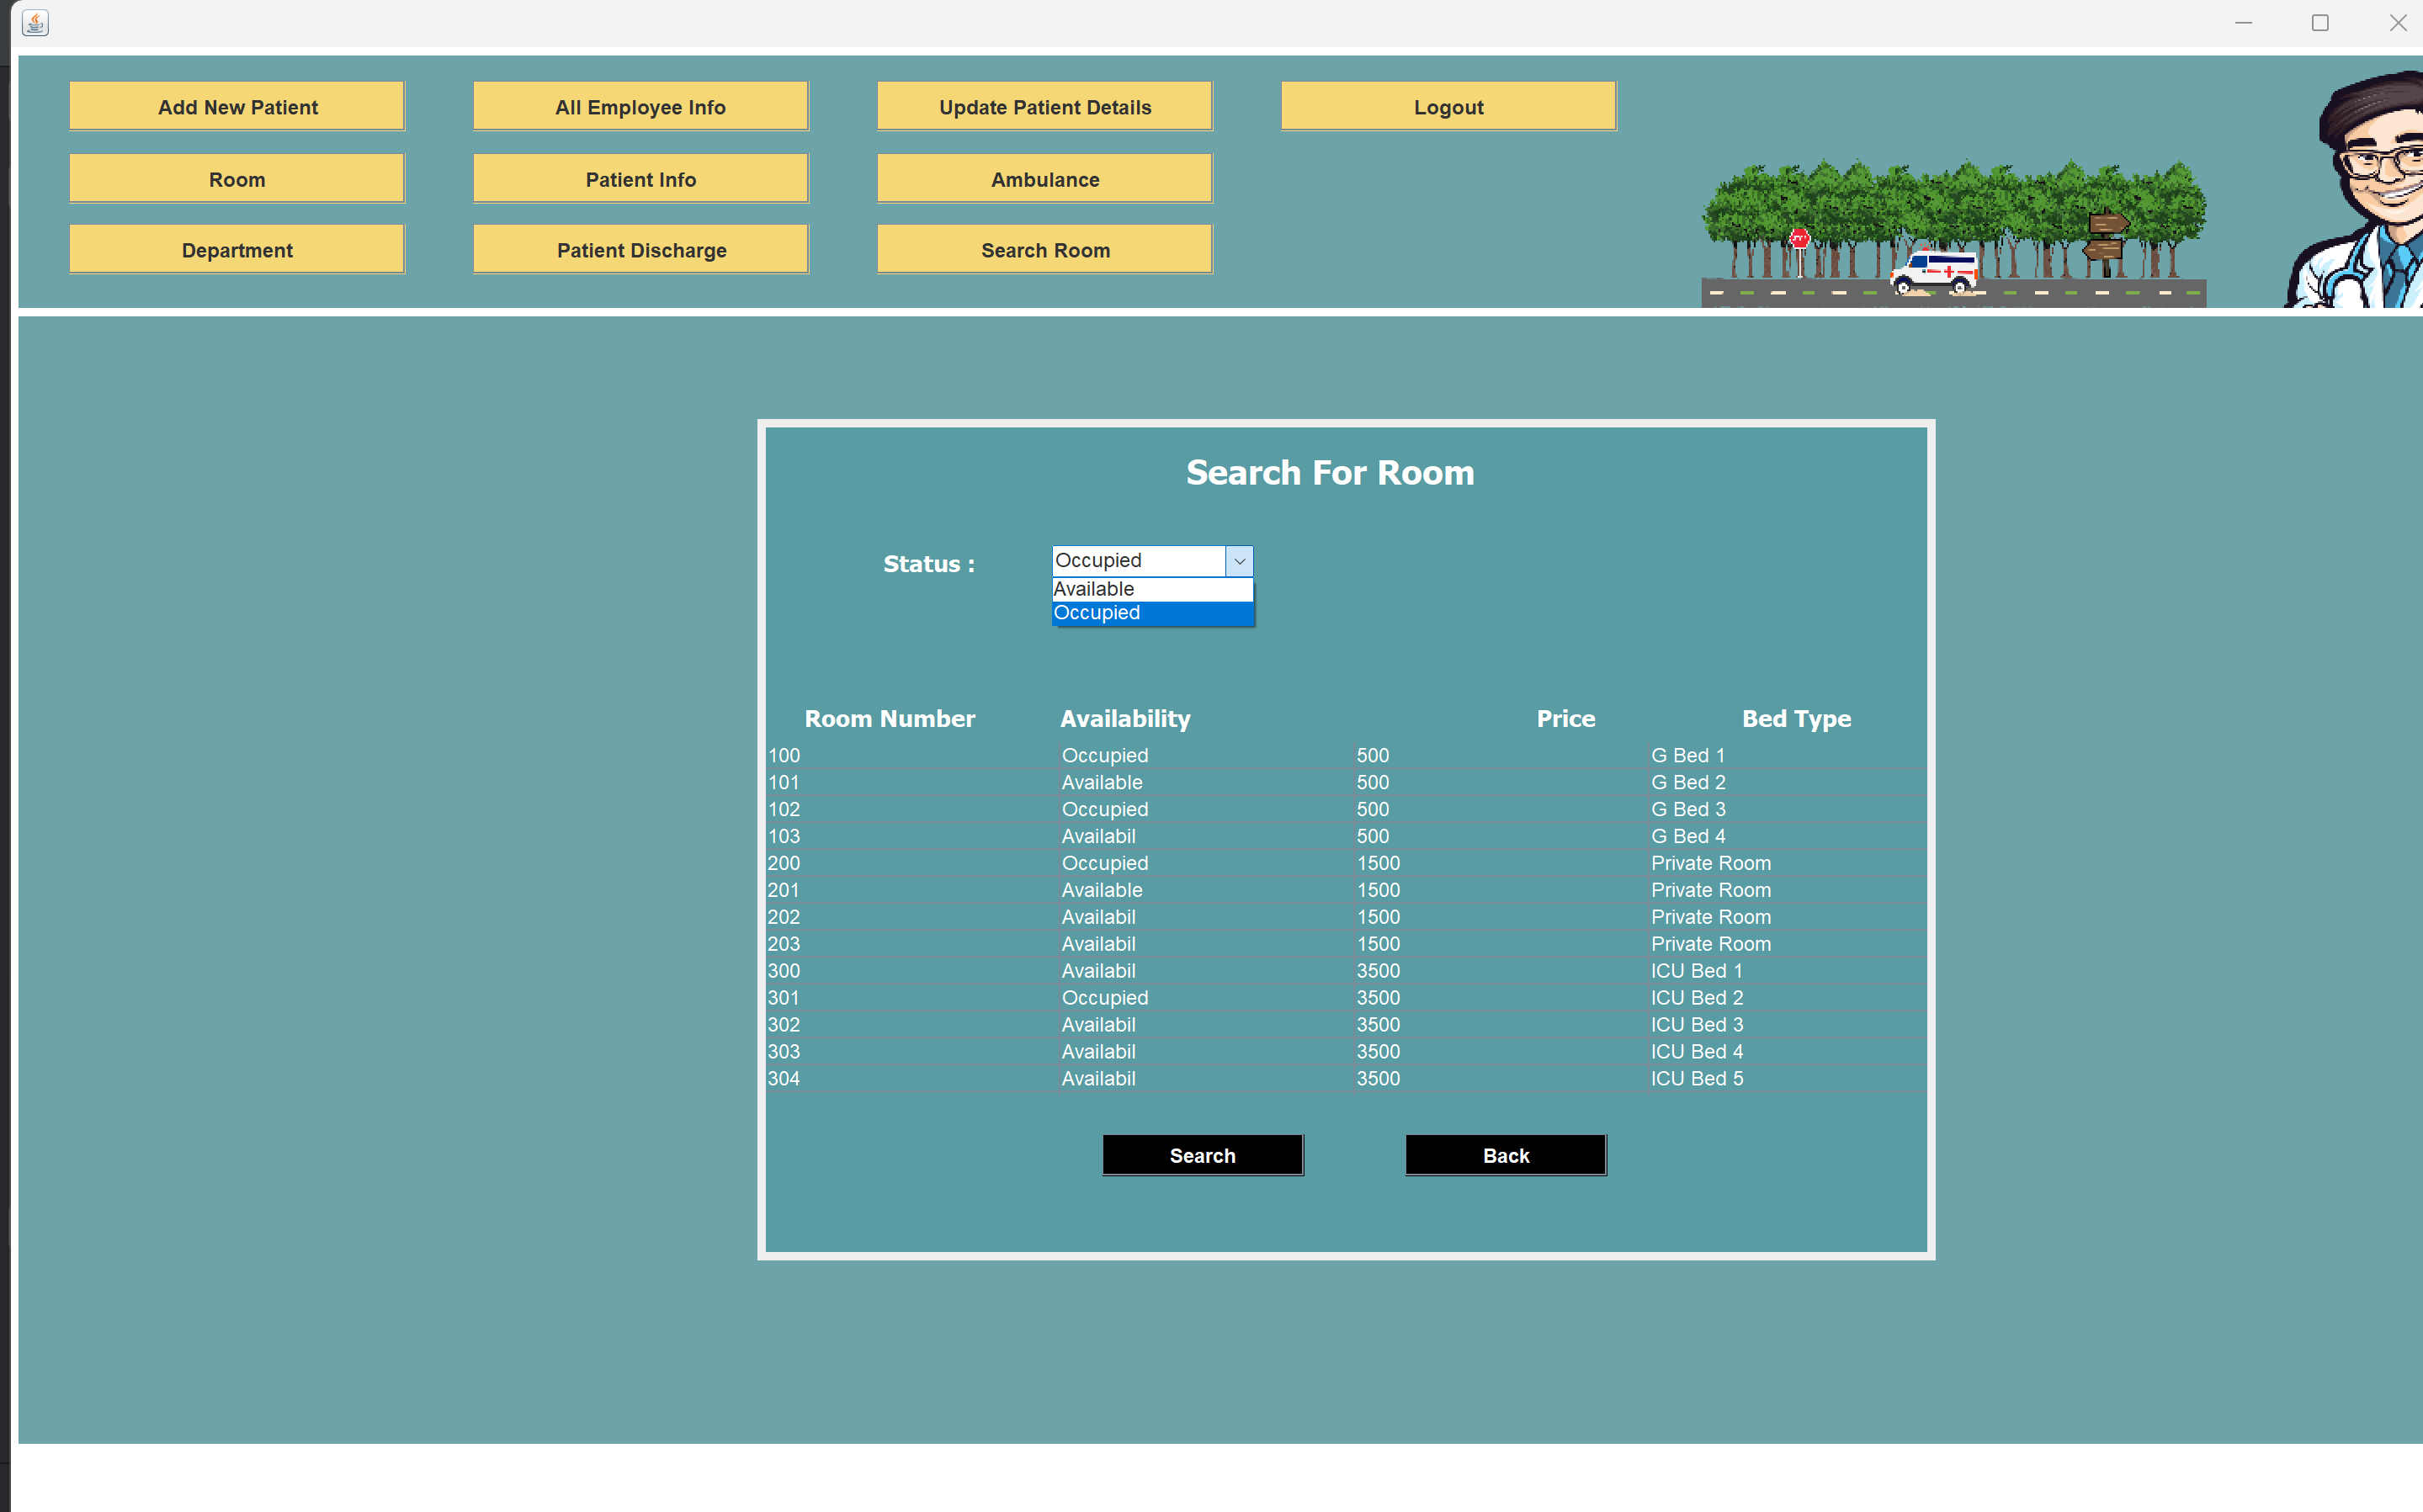 Add New Patient All Employee Info Update Patient Details Logout
Room Patient Info Ambulance
Department Patient Discharge Search Room
Search For Room
Status : Occupied
Available
Occupied
Room Number Availability Price Bed Type
100 Occupied 500 G Bed 1
101 Available 500 G Bed 2
102 Occupied 500 G Bed 3
103 Availabil 500 G Bed 4
200 Occupied 1500 Private Room
201 Available 1500 Private Room
202 Availabil 1500 Private Room
203 Availabil 1500 Private Room
300 Availabil 3500 ICU Bed 1
301 Occupied 3500 ICU Bed 2
302 Availabil 3500 ICU Bed 3
303 Availabil 3500 ICU Bed 4
304 Availabil 3500 ICU Bed 5
Search Back